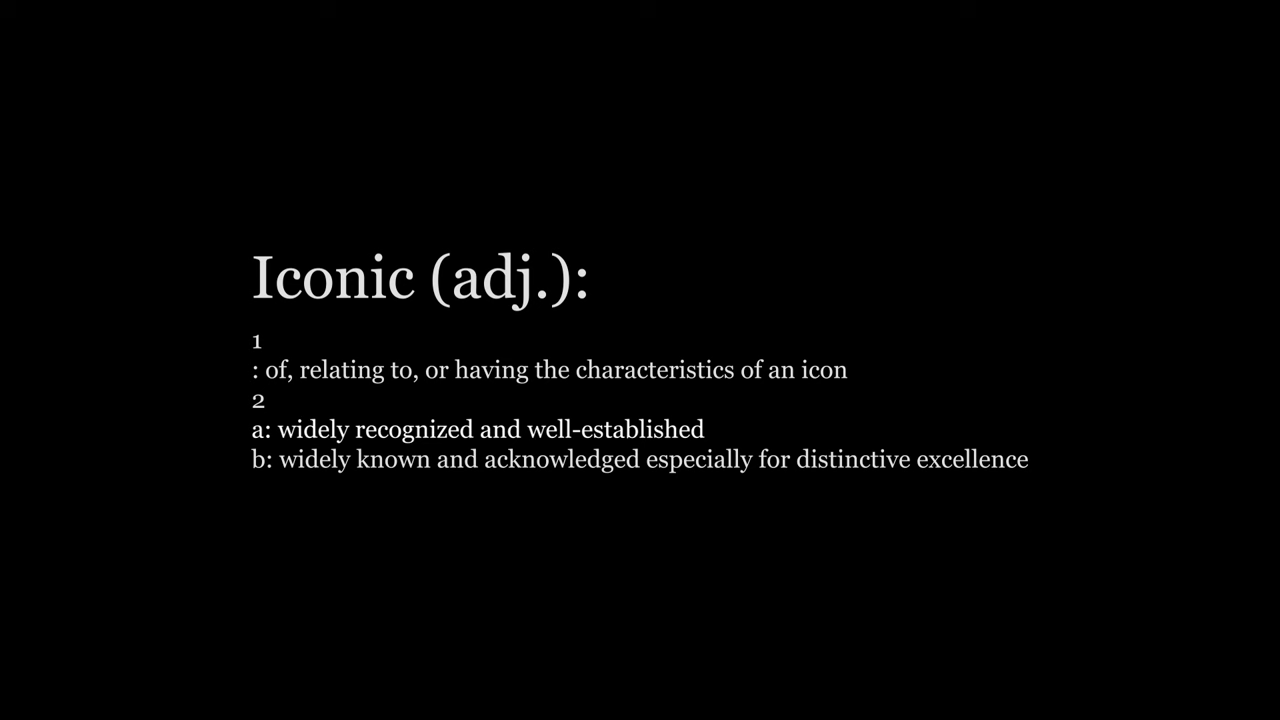 Iconic (adj.):
1
: of, relating to, or having the characteristics of an icon
2
a: widely recognized and well-established
b: widely known and acknowledged especially for distinctive excellence